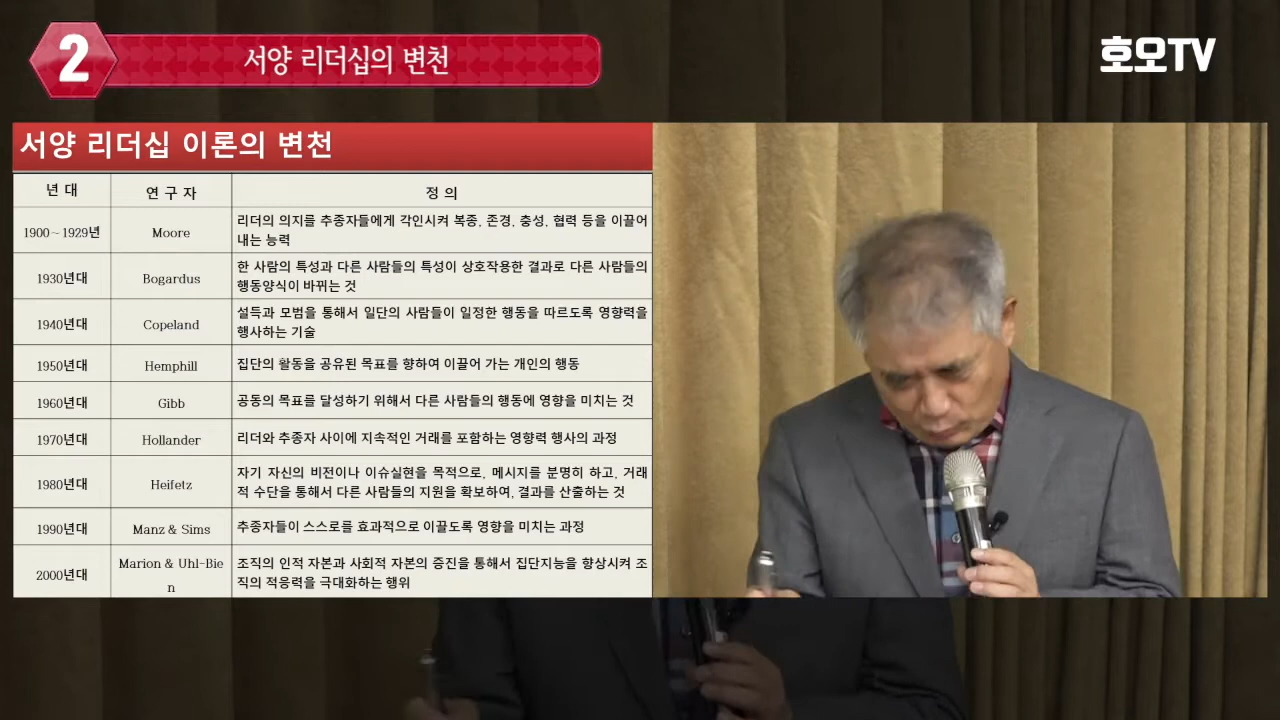 2
서양 리더십의 변천
호오TV
서양 리더십 이론의 변천
년 대
연 구 자
정 의
1900~1929년
Moore
리더의 의지를 추종자들에게 각인시켜 복종, 존경, 충성, 협력 등을 이끌어
내는 능력
1930년대
Bogardus
한 사람의 특성과 다른 사람들의 특성이 상호작용한 결과로 다른 사람들의
행동양식이 바뀌는 것
1940년대
Copeland
설득과 모범을 통해서 일단의 사람들이 일정한 행동을 따르도록 영향력을
행사하는 기술
1950년대
Hemphill
집단의 활동을 공유된 목표를 향하여 이끌어 가는 개인의 행동
1960년대
Gibb
공동의 목표를 달성하기 위해서 다른 사람들의 행동에 영향을 미치는 것
1970년대
Hollander
리더와 추종자 사이에 지속적인 거래를 포함하는 영향력 행사의 과정
1980년대
Heifetz
자기 자신의 비전이나 이슈실현을 목적으로, 메시지를 분명히 하고, 거래
적 수단을 통해서 다른 사람들의 지원을 확보하여, 결과를 산출하는 것
1990년대
Manz & Sims
추종자들이 스스로를 효과적으로 이끌도록 영향을 미치는 과정
2000년대
Marion & Uhl-Bie
n
조직의 인적 자본과 사회적 자본의 증진을 통해서 집단지능을 향상시켜 조
직의 적응력을 극대화하는 행위